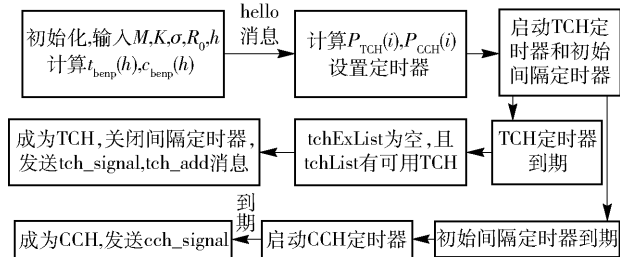 初始化.输入M,K,σ,R₀,h
计算t_benp(h),c_benp(h)
hello
消息
计算P_TCH(i),P_CCH(i)
设置定时器
启动TCH定
时器和初始
间隔定时器
成为TCH,关闭间隔定时器,
发送tch_signal,tch_add消息
tchExList为空,且
tchList有可用TCH
TCH定时器
到期
成为CCH,发送cch_signal
到
期
启动CCH定时器
初始间隔定时器到期